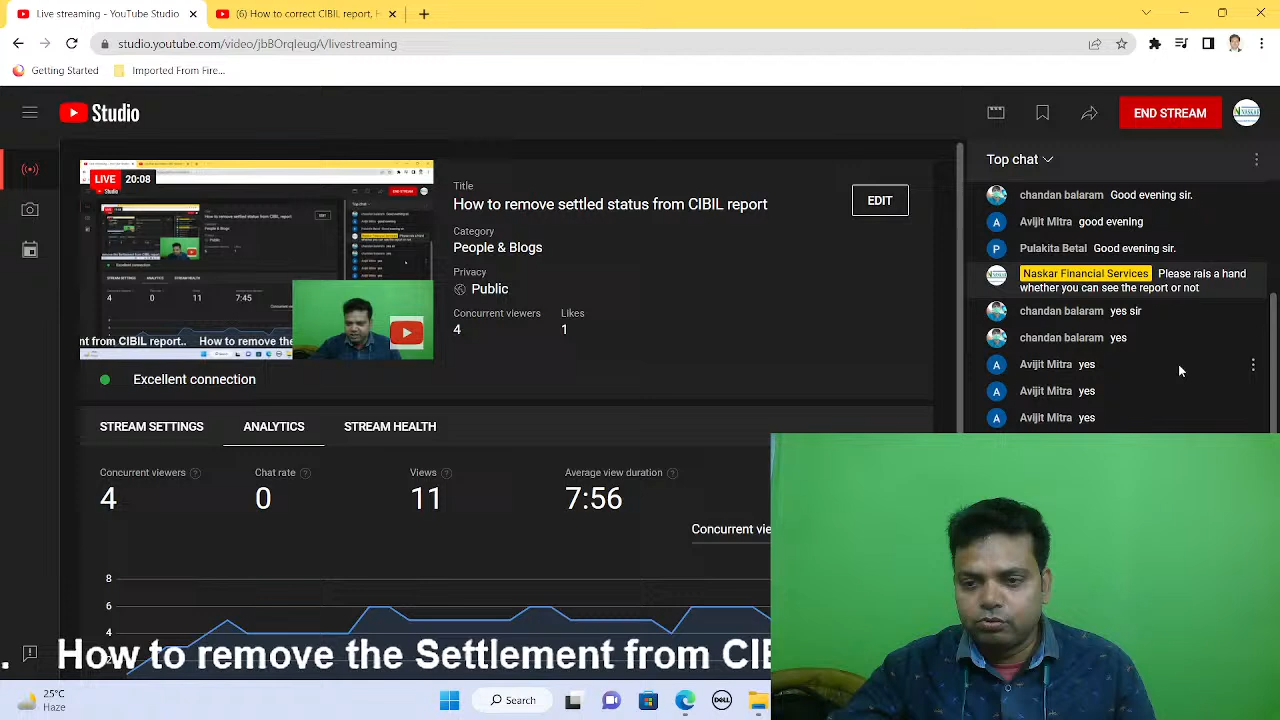 Live streaming - YouTube Studio
(6) How to correct CIBIL report, H
studio.youtube.com/video/jbBOrqleugA/livestreaming
Getting Started
Imported From Fire...
Studio
END STREAM
LIVE 20:08
Title
How to remove settled status from CIBIL report
EDIT
Category
People & Blogs
Privacy
Public
Concurrent viewers
Likes
4
1
Excellent connection
STREAM SETTINGS
ANALYTICS
STREAM HEALTH
Concurrent viewers
Chat rate
Views
Average view duration
4
0
11
7:56
Concurrent vie
8
6
4
2
Top chat
chandan balaram Good evening sir.
Avijit Mitra good evening
Pulakita Betal Good evening sir.
Naskar Financial Services Please rals a hand
whether you can see the report or not
chandan balaram yes sir
chandan balaram yes
Avijit Mitra yes
Avijit Mitra yes
Avijit Mitra yes
. How to remove the Settlement from CIB
25°C
Haze
Search
DELL